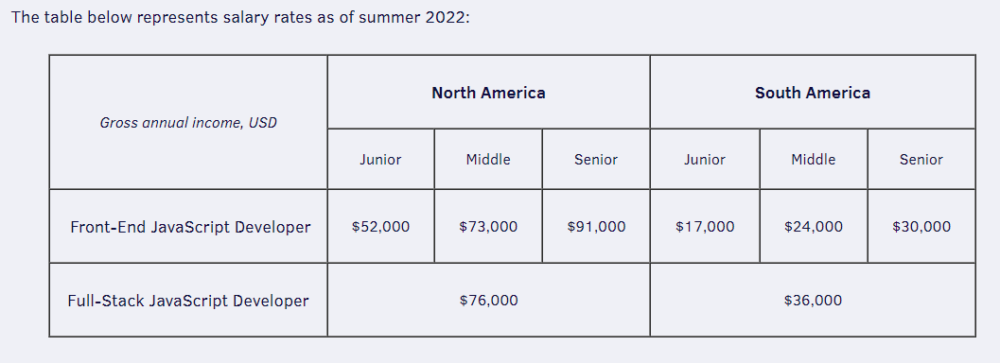 The table below represents salary rates as of summer 2022:
Gross annual income, USD
North America
South America
Junior
Middle
Senior
Junior
Middle
Senior
Front-End JavaScript Developer
$52,000
$73,000
$91,000
$17,000
$24,000
$30,000
Full-Stack JavaScript Developer
$76,000
$36,000